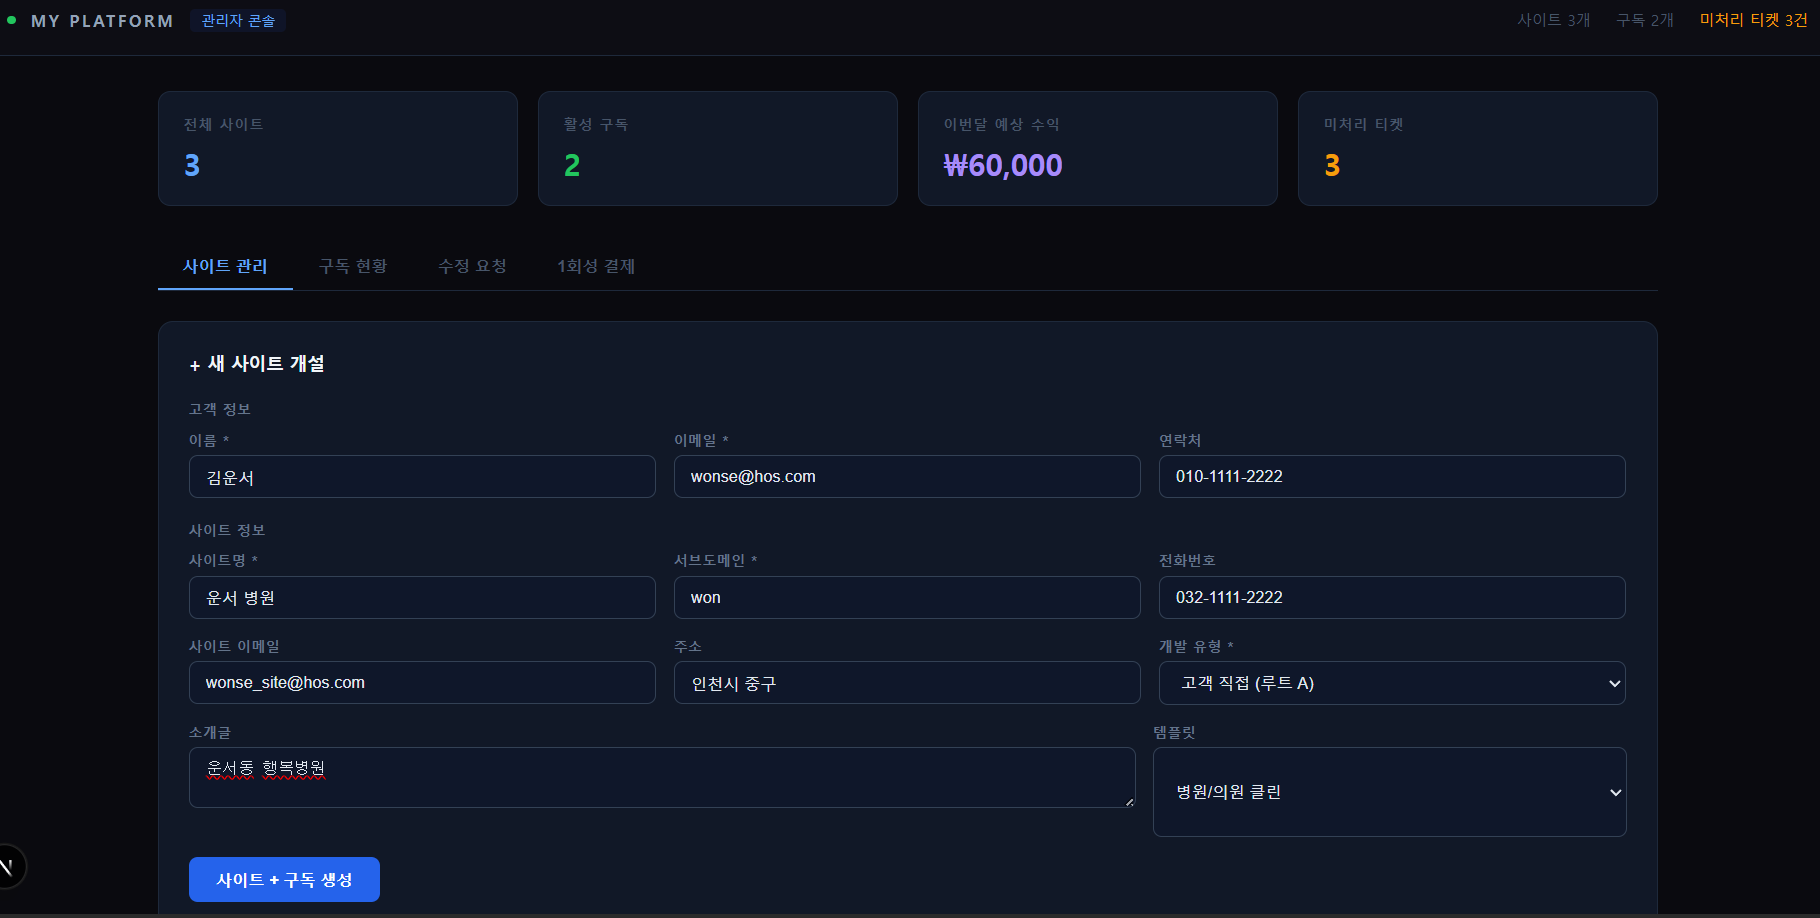 MY PLATFORM 관리자 콘솔 사이트 3개 구독 2개 미처리 티켓 3건
전체 사이트 활성 구독 이번달 예상 수익 미처리 티켓
3 2 ₩60,000 3
사이트 관리 구독 현황 수정 요청 1회성 결제
+ 새 사이트 개설
고객 정보
이름 * 이메일 * 연락처
김운서 wonse@hos.com 010-1111-2222
사이트 정보
사이트명 * 서브도메인 * 전화번호
운서 병원 won 032-1111-2222
사이트 이메일 주소 개발 유형 *
wonse_site@hos.com 인천시 중구 고객 직접 (루트 A)
소개글 템플릿
운서동 행복병원 병원/의원 클린
사이트 + 구독 생성